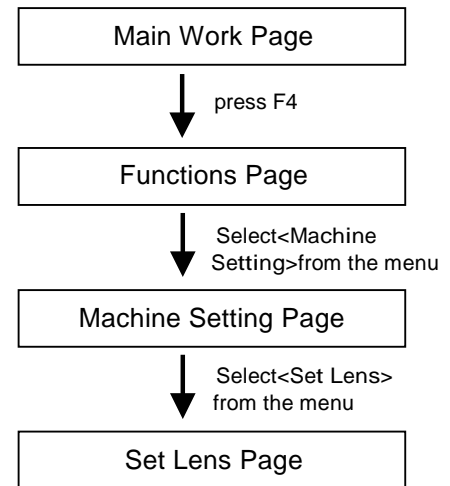 Main Work Page
press F4
Functions Page
Select<Machine
Setting>from the menu
Machine Setting Page
Select<Set Lens>
from the menu
Set Lens Page